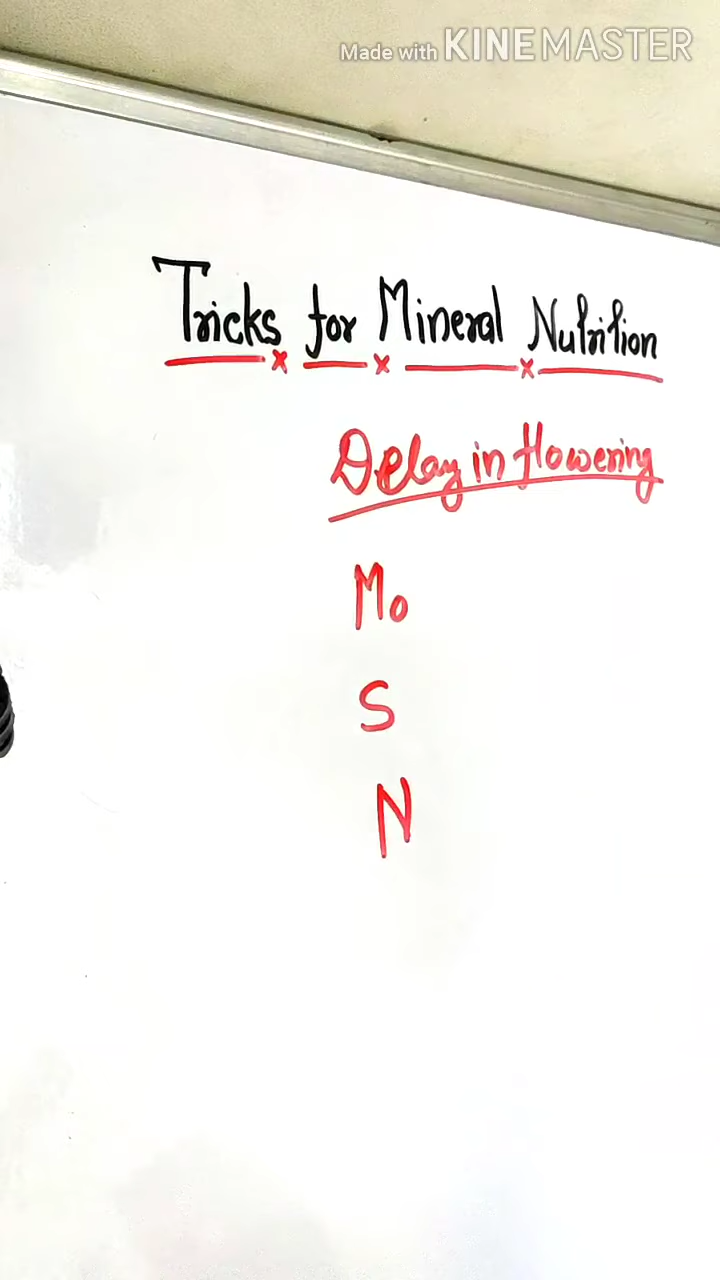 Made with KINEMASTER
Tricks for Mineral Nutrition
Delay in flowering
Mo
S
N